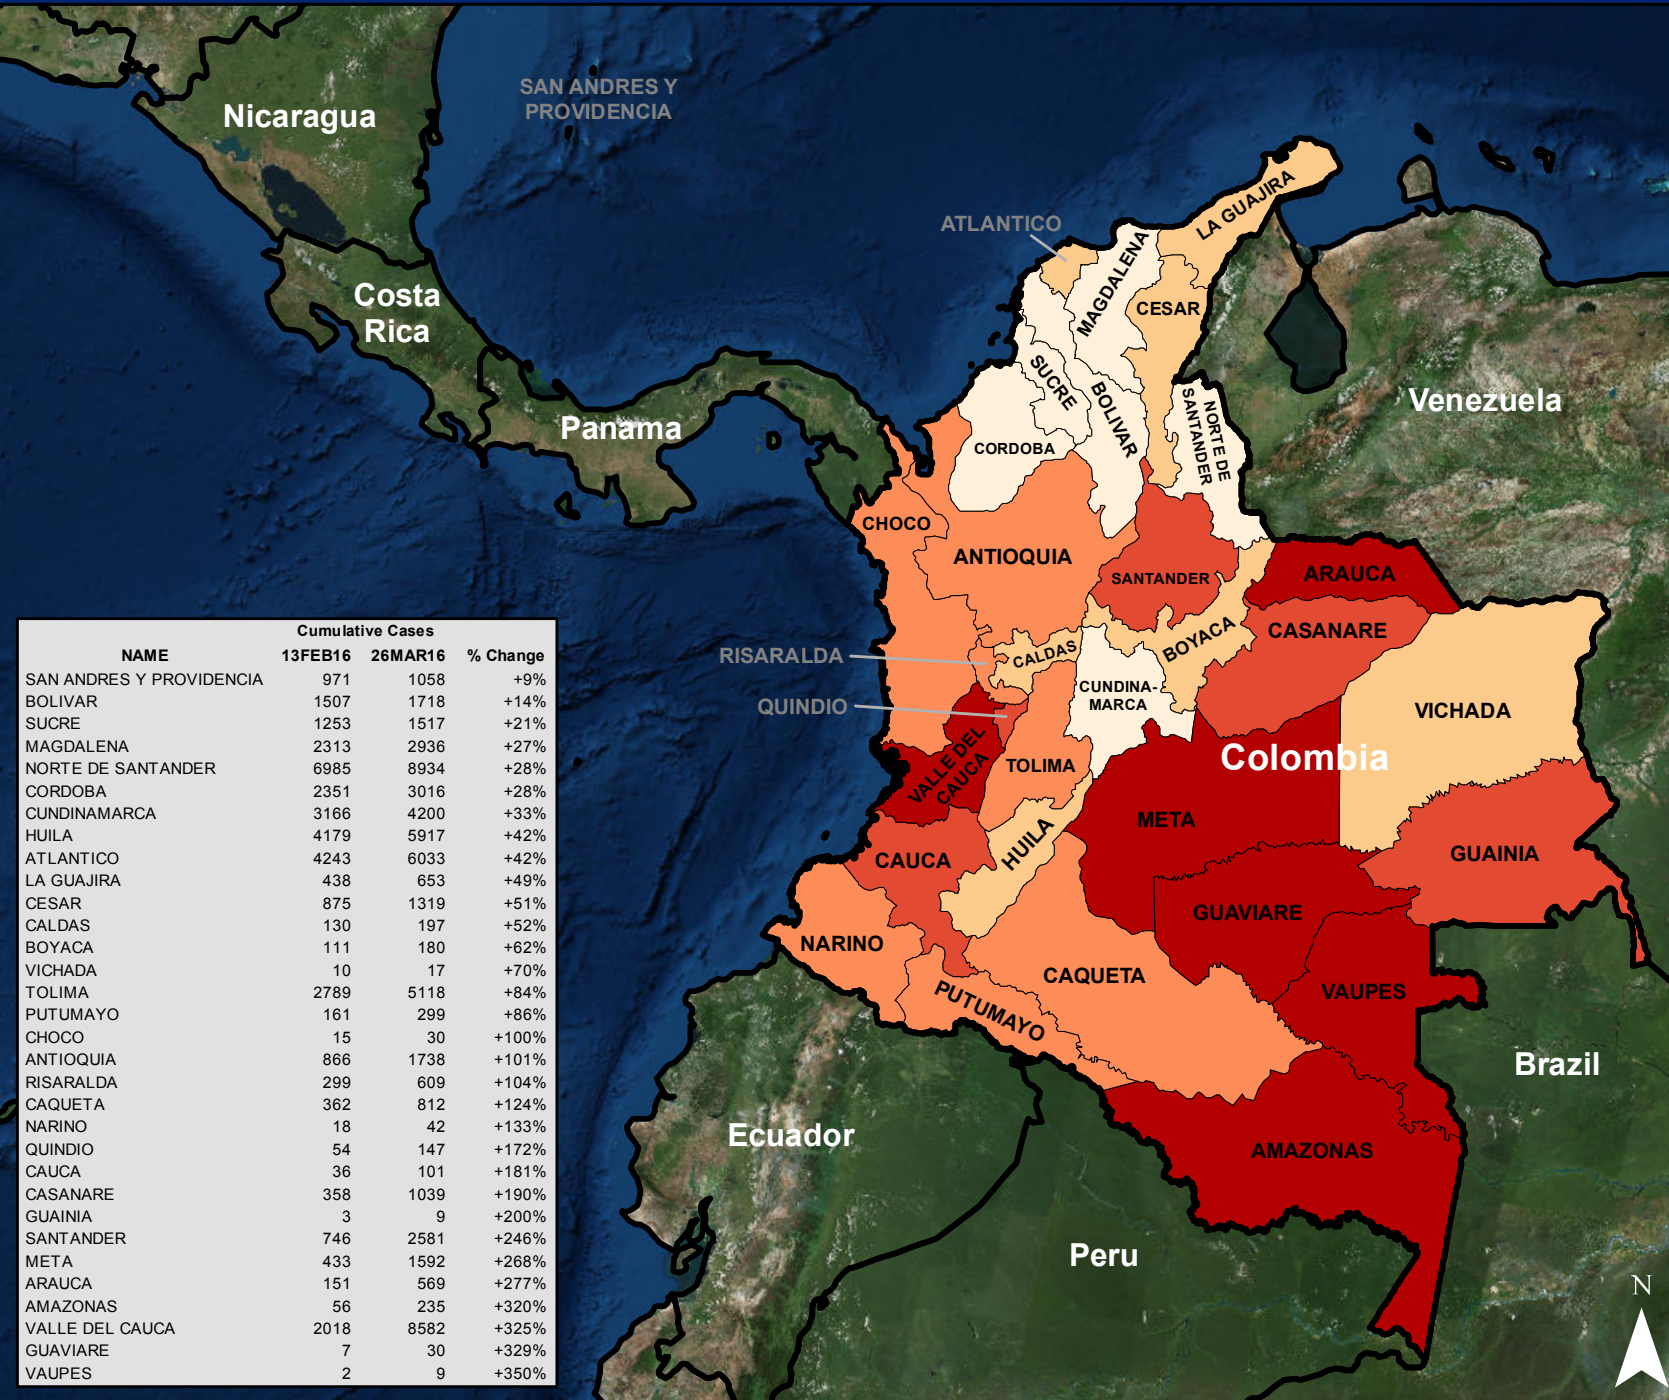 SAN ANDRES Y
PROVIDENCIA
Nicaragua
ATLANTICO
LA GUAJIRA
MAGDALENA
Costa
Rica
CESAR
SUCRE
BOLIVAR
NORTE DE
SANTANDER
Venezuela
Panama
CORDOBA
CHOCO
ANTIOQUIA
SANTANDER
ARAUCA
CASANARE
BOYACA
RISARALDA
CALDAS
CUNDINA-
MARCA
QUINDIO
VICHADA
VALLE DEL
CAUCA
TOLIMA
Colombia
META
HUILA
CAUCA
GUAINIA
GUAVIARE
NARINO
CAQUETA
VAUPES
PUTUMAYO
Brazil
Ecuador
AMAZONAS
Peru
N
Cumulative Cases
NAME 13FEB16 26MAR16 % Change
SAN ANDRES Y PROVIDENCIA 971 1058 +9%
BOLIVAR 1507 1718 +14%
SUCRE 1253 1517 +21%
MAGDALENA 2313 2936 +27%
NORTE DE SANTANDER 6985 8934 +28%
CORDOBA 2351 3016 +28%
CUNDINAMARCA 3166 4200 +33%
HUILA 4179 5917 +42%
ATLANTICO 4243 6033 +42%
LA GUAJIRA 438 653 +49%
CESAR 875 1319 +51%
CALDAS 130 197 +52%
BOYACA 111 180 +62%
VICHADA 10 17 +70%
TOLIMA 2789 5118 +84%
PUTUMAYO 161 299 +86%
CHOCO 15 30 +100%
ANTIOQUIA 866 1738 +101%
RISARALDA 299 609 +104%
CAQUETA 362 812 +124%
NARINO 18 42 +133%
QUINDIO 54 147 +172%
CAUCA 36 101 +181%
CASANARE 358 1039 +190%
GUAINIA 3 9 +200%
SANTANDER 746 2581 +246%
META 433 1592 +268%
ARAUCA 151 569 +277%
AMAZONAS 56 235 +320%
VALLE DEL CAUCA 2018 8582 +325%
GUAVIARE 7 30 +329%
VAUPES 2 9 +350%